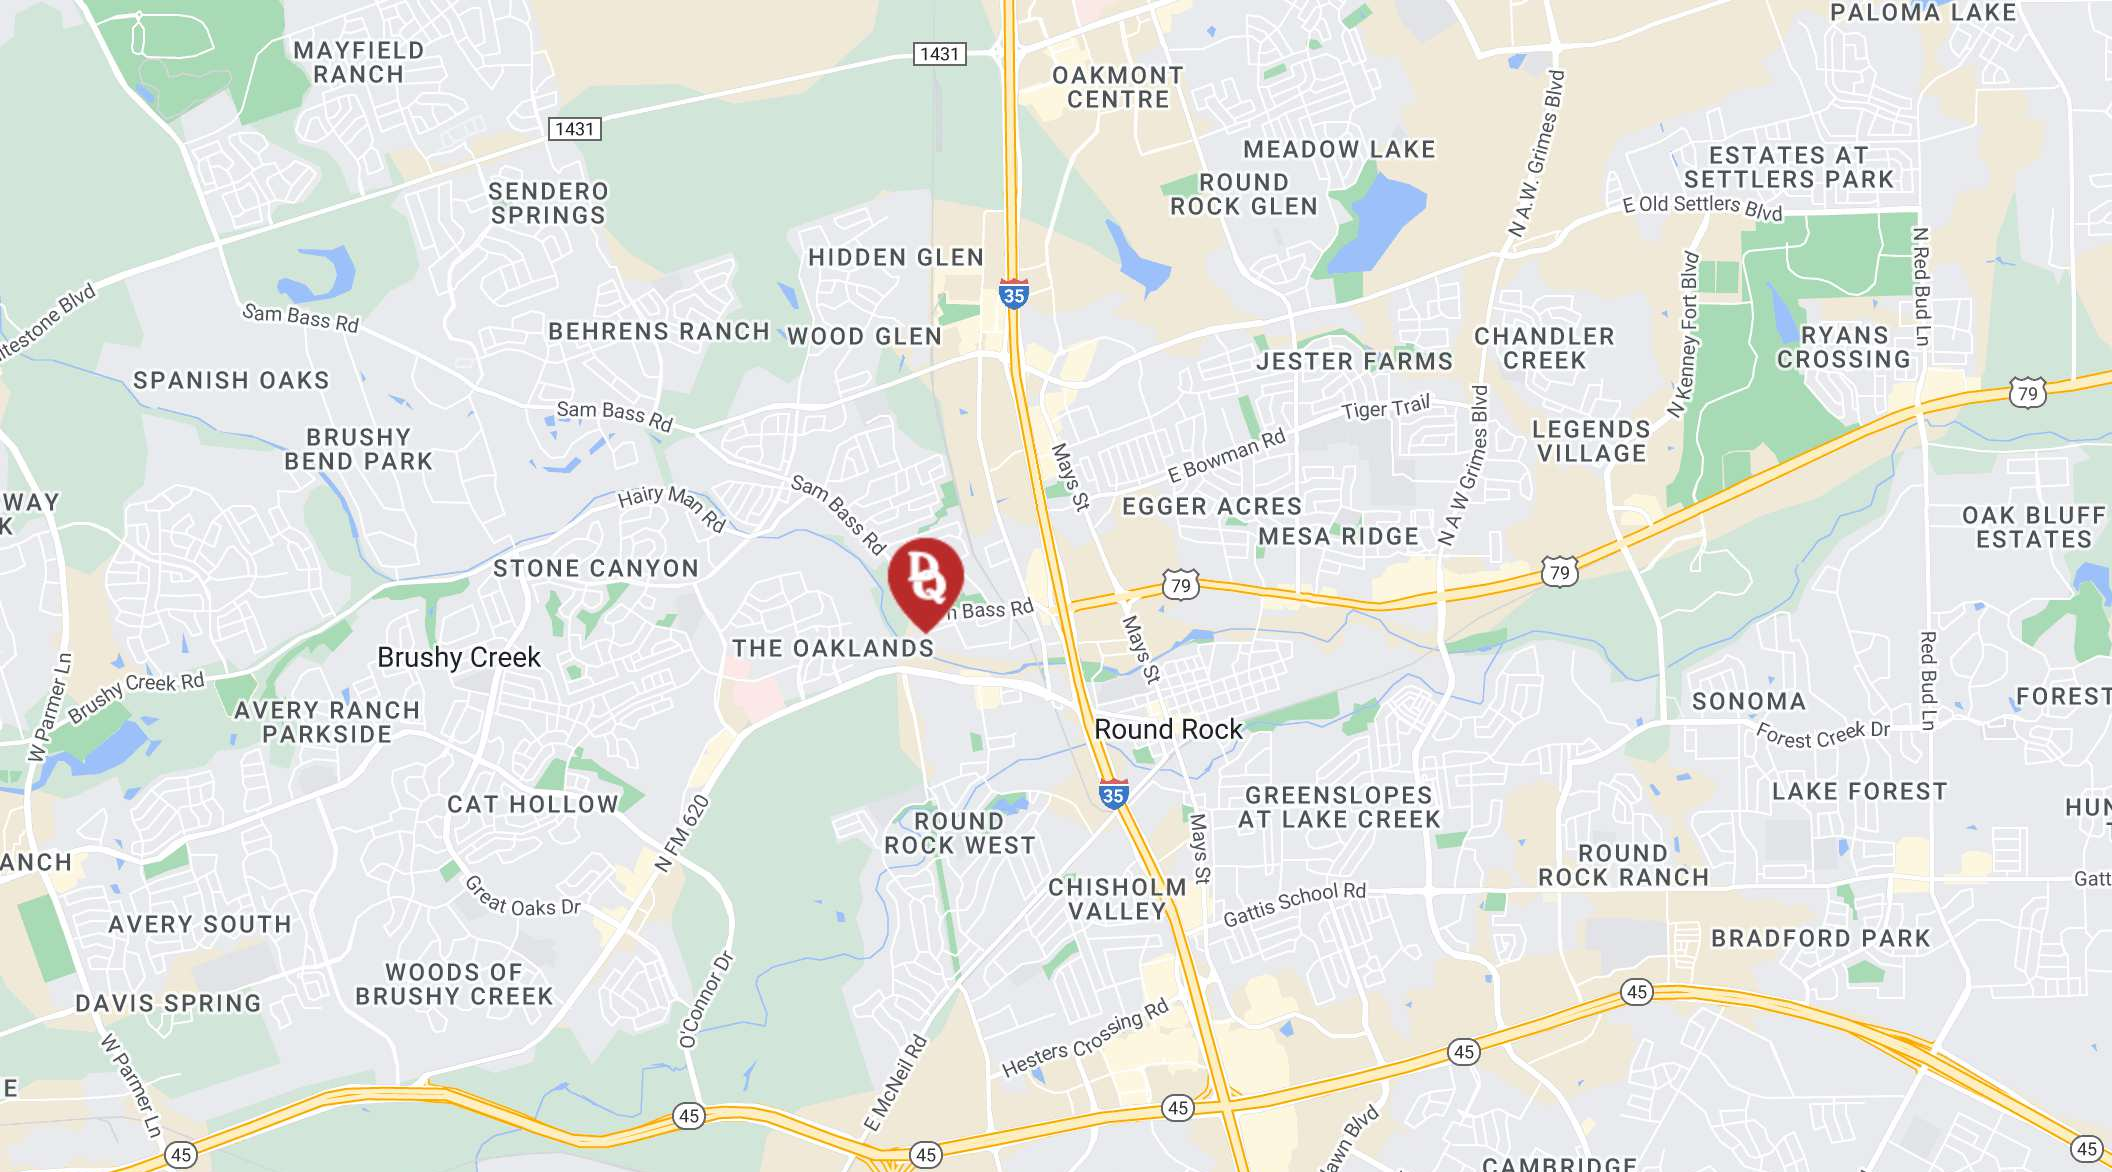 PALOMA LAKE
MAYFIELD
RANCH
1431
OAKMONT
CENTRE
1431
N A.W. Grimes Blvd
MEADOW LAKE
ESTATES AT
SETTLERS PARK
SENDERO
SPRINGS
ROUND
ROCK GLEN
E Old Settlers Blvd
HIDDEN GLEN
N Red Bud Ln
N Kenney Fort Blvd
35
itestone Blvd
Sam Bass Rd
BEHRENS RANCH
WOOD GLEN
CHANDLER
CREEK
RYANS
CROSSING
JESTER FARMS
SPANISH OAKS
79
Tiger Trail
Sam Bass Rd
N A W Grimes Blvd
BRUSHY
BEND PARK
LEGENDS
VILLAGE
E Bowman Rd
Mays St
WAY
K
Hairy Man Rd
Sam Bass Rd
EGGER ACRES
MESA RIDGE
OAK BLUFF
ESTATES
STONE CANYON
DQ
79
79
m Bass Rd
THE OAKLANDS
Mays St
Brushy Creek
Brushy Creek Rd
W Parmer Ln
Red Bud Ln
SONOMA
FOREST
AVERY RANCH
PARKSIDE
Round Rock
Forest Creek Dr
35
CAT HOLLOW
N FM 620
ROUND
ROCK WEST
GREENSLOPES
AT LAKE CREEK
LAKE FOREST
HUN
T
Mays St
ANCH
ROUND
ROCK RANCH
CHISHOLM
VALLEY
Gatt
Great Oaks Dr
Gattis School Rd
AVERY SOUTH
BRADFORD PARK
WOODS OF
BRUSHY CREEK
O'Connor Dr
DAVIS SPRING
45
Hesters Crossing Rd
W Parmer Ln
E McNeil Rd
45
E
45
45
awn Blvd
45
45
45
CAMBRIDGE